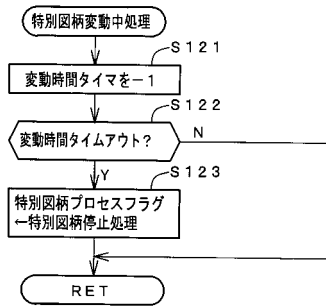 特別図柄変動中処理
S121
変動時間タイマを－1
S122
変動時間タイムアウト？
N
Y
S123
特別図柄プロセスフラグ
←特別図柄停止処理
RET